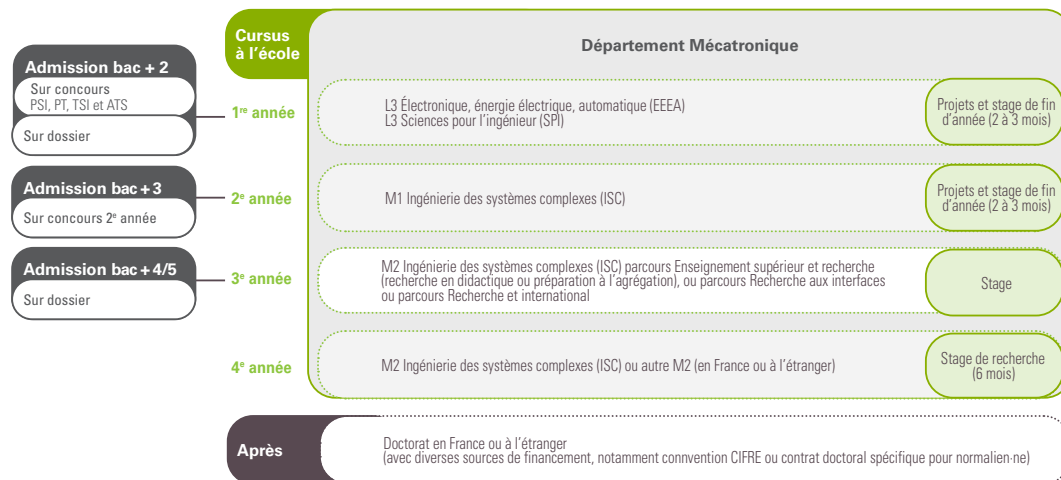 Cursus
à l'école
Département Mécatronique
Admission bac + 2
Sur concours
PSI, PT, TSI et ATS
Sur dossier
1re année
L3 Électronique, énergie électrique, automatique (EEEA)
L3 Sciences pour l'ingénieur (SPI)
Projets et stage de fin
d'année (2 à 3 mois)
Admission bac + 3
Sur concours 2e année
2e année
M1 Ingénierie des systèmes complexes (ISC)
Projets et stage de fin
d'année (2 à 3 mois)
Admission bac + 4/5
Sur dossier
3e année
M2 Ingénierie des systèmes complexes (ISC) parcours Enseignement supérieur et recherche
(recherche en didactique ou préparation à l'agrégation), ou parcours Recherche aux interfaces
ou parcours Recherche et international
Stage
4e année
M2 Ingénierie des systèmes complexes (ISC) ou autre M2 (en France ou à l'étranger)
Stage de recherche
(6 mois)
Après
Doctorat en France ou à l'étranger
(avec diverses sources de financement, notamment connvention CIFRE ou contrat doctoral spécifique pour normalien·ne)